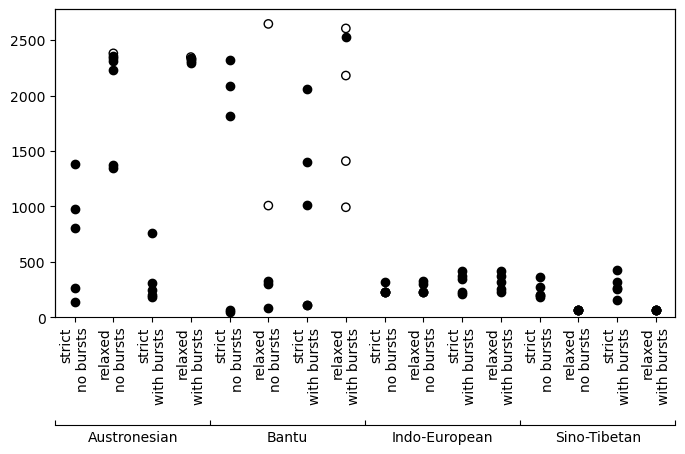 2500
2000
1500
1000
500
0
strict
no bursts
relaxed
no bursts
strict
with bursts
relaxed
with bursts
strict
no bursts
relaxed
no bursts
strict
with bursts
relaxed
with bursts
strict
no bursts
relaxed
no bursts
strict
with bursts
relaxed
with bursts
strict
no bursts
relaxed
no bursts
strict
with bursts
relaxed
with bursts
Austronesian
Bantu
Indo-European
Sino-Tibetan